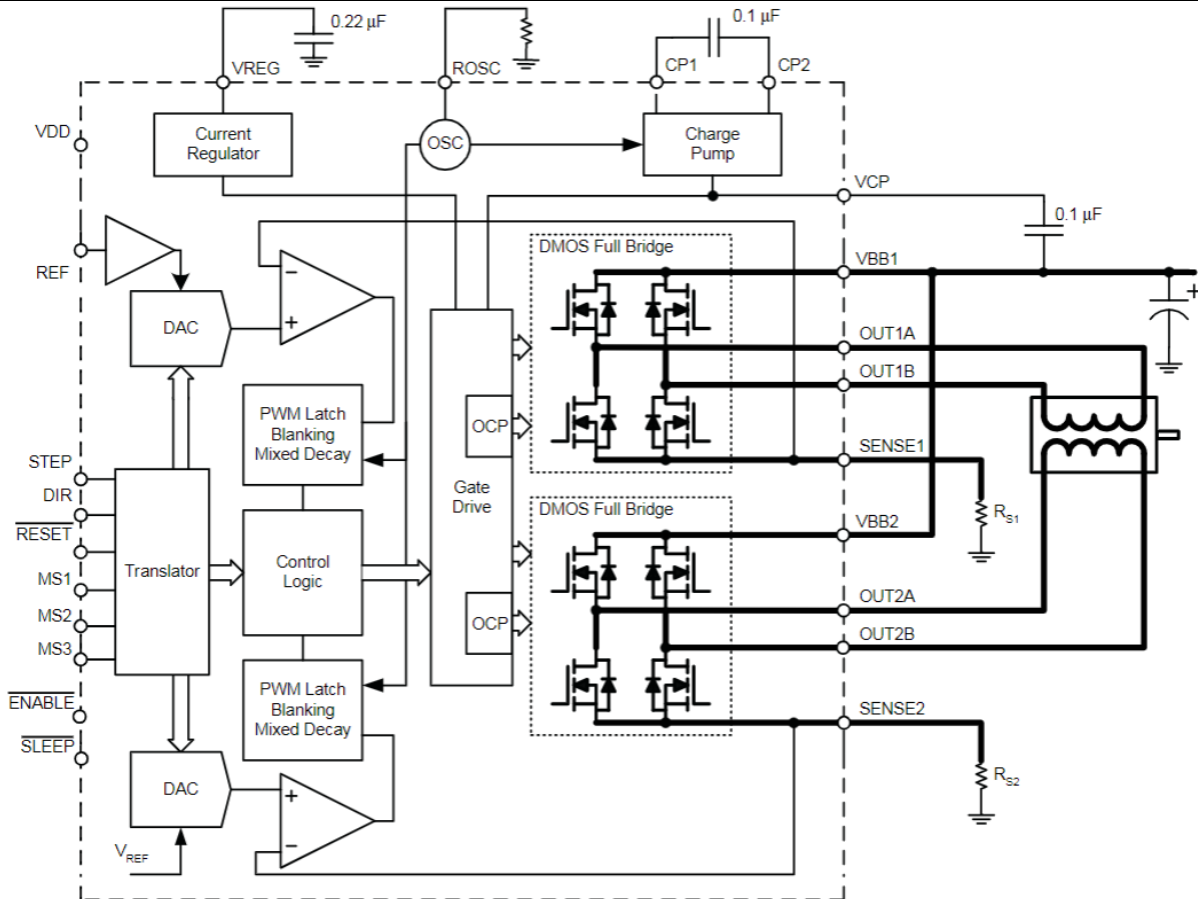 0.22 µF
0.1 µF
VREG
ROSC
CP1
CP2
VDD
Current
Regulator
OSC
Charge
Pump
VCP
0.1 µF
REF
DAC
−
+
DMOS Full Bridge
VBB1
+
OUT1A
OUT1B
PWM Latch
Blanking
Mixed Decay
OCP
SENSE1
STEP
DIR
RESET
MS1
MS2
MS3
Translator
Control
Logic
Gate
Drive
DMOS Full Bridge
RS1
VBB2
OUT2A
OCP
OUT2B
PWM Latch
Blanking
Mixed Decay
ENABLE
SLEEP
SENSE2
DAC
+
−
RS2
VREF